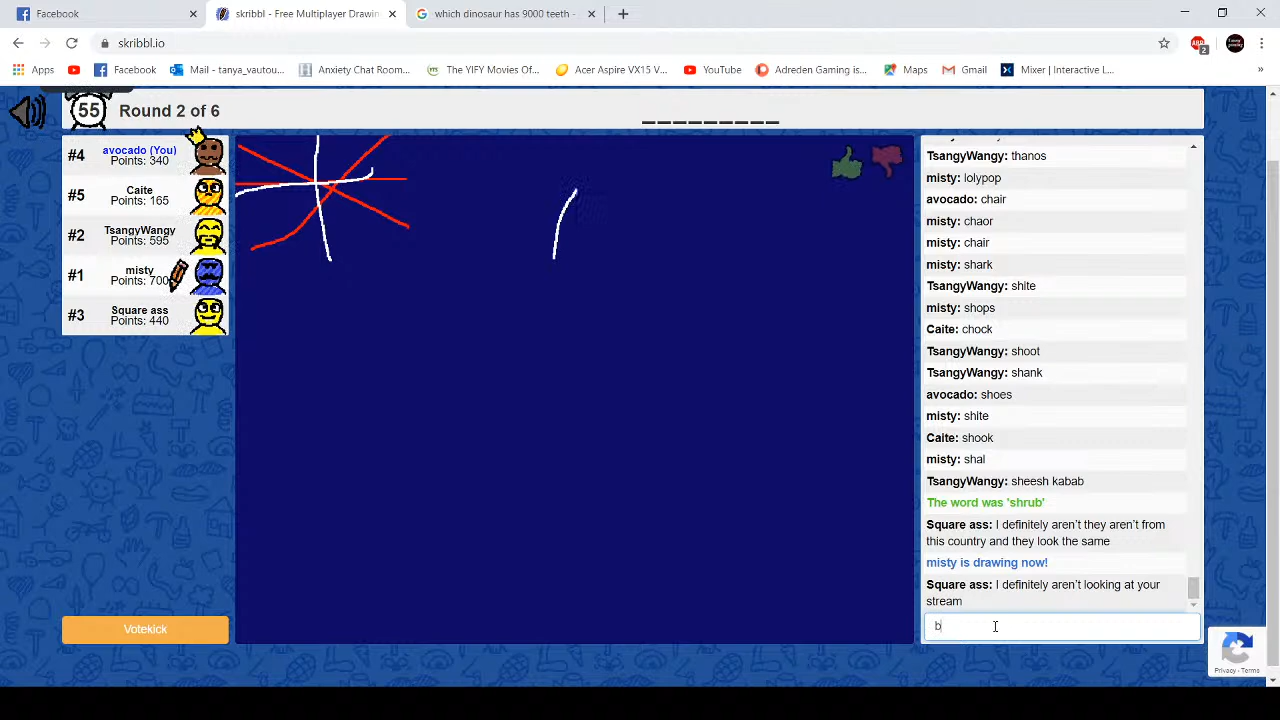 Facebook
skribbl - Free Multiplayer Drawin
which dinosaur has 9000 teeth -
skribbl.io
Apps
Facebook
Mail - tanya_vautou...
Anxiety Chat Room...
The YIFY Movies Of...
Acer Aspire VX15 V...
YouTube
Adreden Gaming is...
Maps
Gmail
Mixer | Interactive L...
»
55
Round 2 of 6
_ _ _ _ _ _ _ _ _
#4
avocado (You)
Points: 340
#5
Caite
Points: 165
#2
TsangyWangy
Points: 595
#1
misty
Points: 700
#3
Square ass
Points: 440
Votekick
TsangyWangy: thanos
misty: lolypop
avocado: chair
misty: chaor
misty: chair
misty: shark
TsangyWangy: shite
misty: shops
Caite: chock
TsangyWangy: shoot
TsangyWangy: shank
avocado: shoes
misty: shite
Caite: shook
misty: shal
TsangyWangy: sheesh kabab
The word was 'shrub'
Square ass: I definitely aren't they aren't from
this country and they look the same
misty is drawing now!
Square ass: I definitely aren't looking at your
stream
b
Privacy - Terms